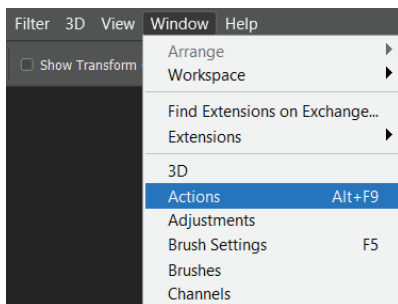 Filter 3D View Window Help
Show Transform
Arrange
Workspace
Find Extensions on Exchange...
Extensions
3D
Actions Alt+F9
Adjustments
Brush Settings F5
Brushes
Channels